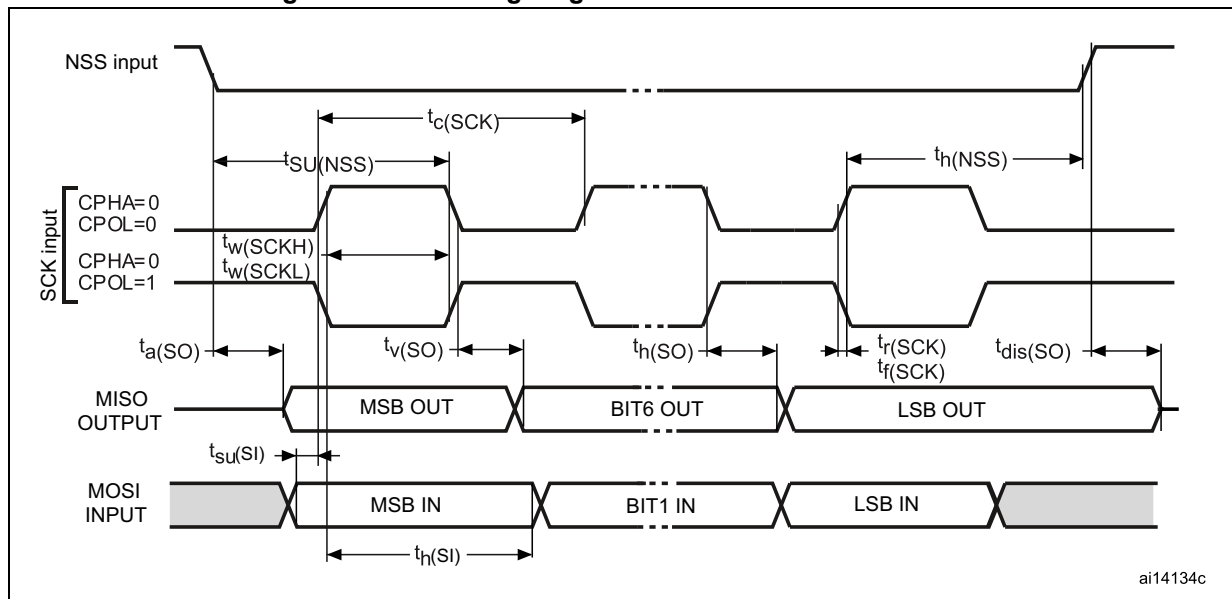 NSS input
tc(SCK)
tSU(NSS)
th(NSS)
SCK input
CPHA=0
CPOL=0
tw(SCKH)
CPHA=0
tw(SCKL)
CPOL=1
ta(SO)
tv(SO)
th(SO)
tr(SCK)
tf(SCK)
tdis(SO)
MISO
OUTPUT
MSB OUT
BIT6 OUT
LSB OUT
tsu(SI)
MOSI
INPUT
MSB IN
BIT1 IN
LSB IN
th(SI)
ai14134c